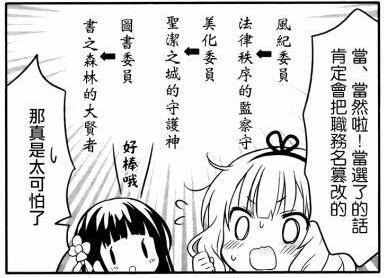 當、當然啦！當選了的話
肯定會把職務名篡改的
風紀委員
法律秩序的監察守
美化委員
聖潔之城的守護神
圖書委員
書之森林的大賢者
好棒哦
那真是太可怕了